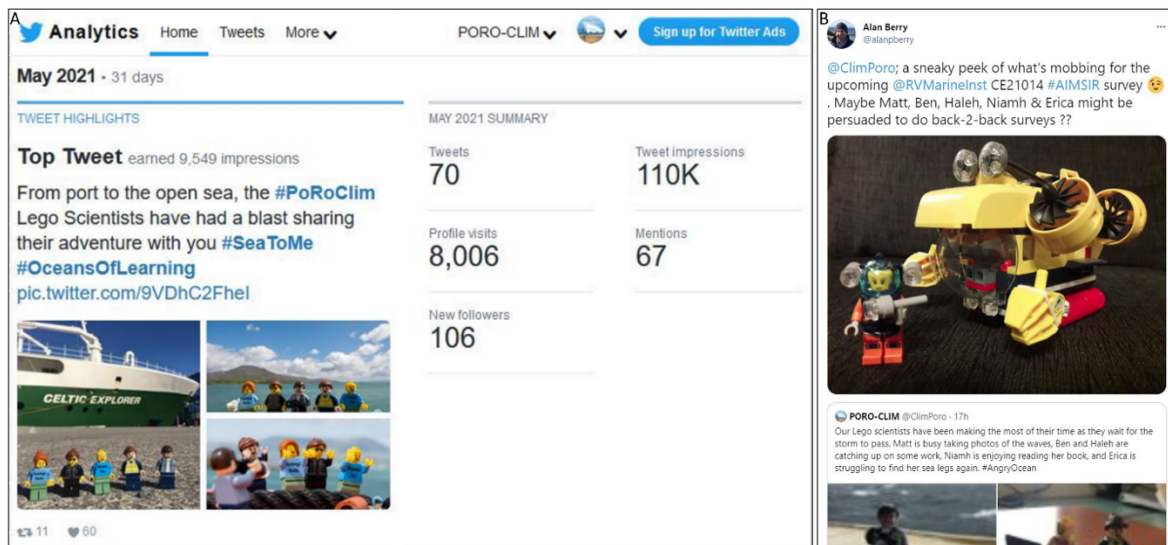 A
Analytics Home Tweets More PORO-CLIM Sign up for Twitter Ads
May 2021 · 31 days
TWEET HIGHLIGHTS
Top Tweet earned 9,549 impressions
From port to the open sea, the #PoRoClim
Lego Scientists have had a blast sharing
their adventure with you #SeaToMe
#OceansOfLearning
pic.twitter.com/9VDhC2Fhel
CELTIC EXPLORER
11 60
MAY 2021 SUMMARY
Tweets Tweet impressions
70 110K
Profile visits Mentions
8,006 67
New followers
106
B
Alan Berry
@alanpberry
@ClimPoro; a sneaky peek of what's mobbing for the
upcoming @RVMarineInst CE21014 #AIMSIR survey 😉
. Maybe Matt, Ben, Haleh, Niamh & Erica might be
persuaded to do back-2-back surveys ??
PORO-CLIM @ClimPoro · 17h
Our Lego scientists have been making the most of their time as they wait for the
storm to pass. Matt is busy taking photos of the waves, Ben and Haleh are
catching up on some work, Niamh is enjoying reading her book, and Erica is
struggling to find her sea legs again. #AngryOcean